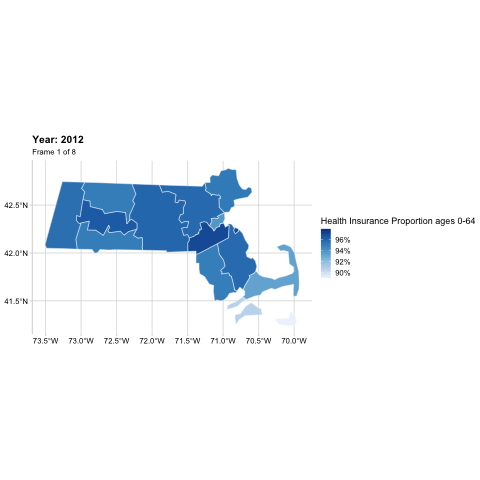 Year: 2012
Frame 1 of 8
42.5°N
42.0°N
41.5°N
73.5°W 73.0°W 72.5°W 72.0°W 71.5°W 71.0°W 70.5°W 70.0°W
Health Insurance Proportion ages 0-64
96%
94%
92%
90%